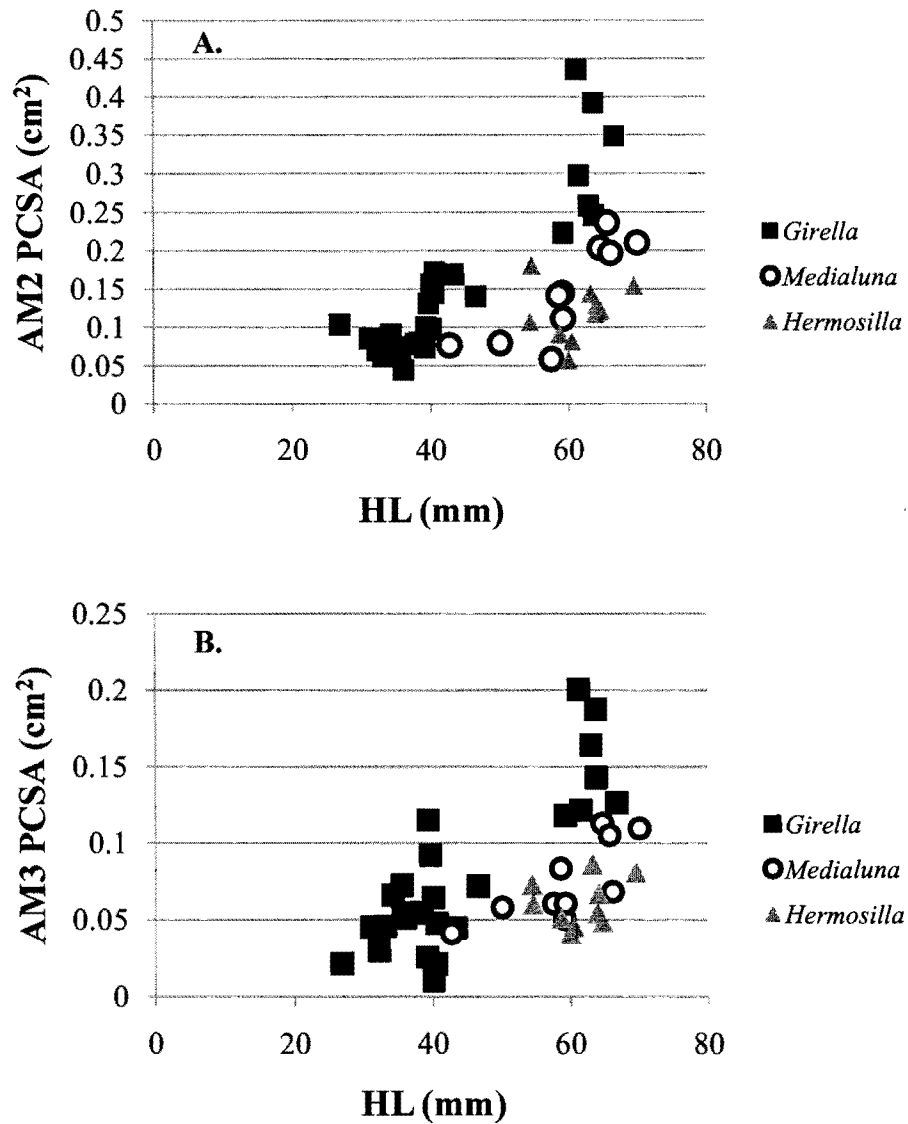 A.
0.5
0.45
0.4
0.35
0.3
0.25
0.2
0.15
0.1
0.05
0
AM2 PCSA (cm²)
0 20 40 60 80
HL (mm)
Girella
Medialuna
Hermosilla
B.
0.25
0.2
0.15
0.1
0.05
0
AM3 PCSA (cm²)
0 20 40 60 80
HL (mm)
Girella
Medialuna
Hermosilla